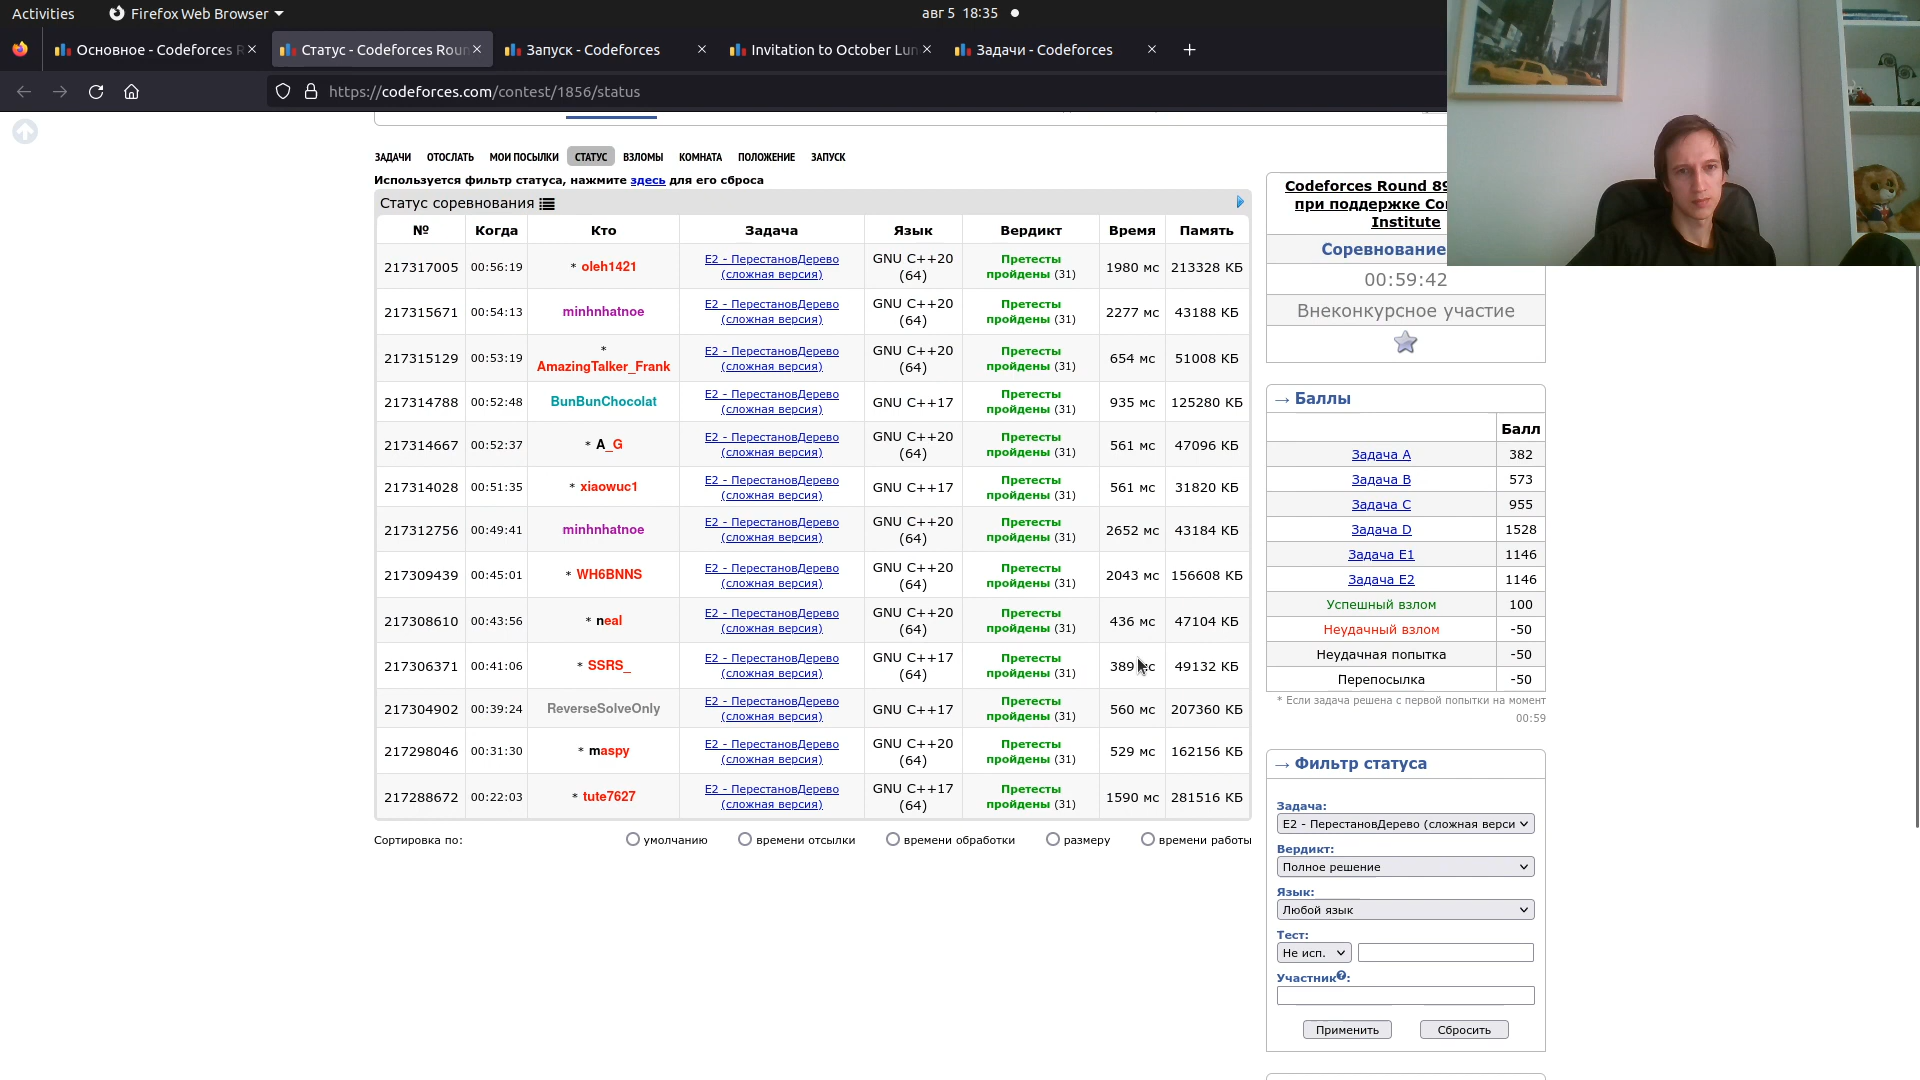 Activities
Firefox Web Browser
авг 5 18:35
Основное - Codeforces R
Статус - Codeforces Roun
Запуск - Codeforces
Invitation to October Lun
Задачи - Codeforces
https://codeforces.com/contest/1856/status
ЗАДАЧИ ОТОСЛАТЬ МОИ ПОСЫЛКИ СТАТУС ВЗЛОМЫ КОМНАТА ПОЛОЖЕНИЕ ЗАПУСК
Используется фильтр статуса, нажмите здесь для его сброса
Статус соревнования
№ Когда Кто Задача Язык Вердикт Время Память
217317005 00:56:19 * oleh1421 E2 - ПерестановДерево (сложная версия) GNU C++20 (64) Претесты пройдены (31) 1980 мс 213328 КБ
217315671 00:54:13 minhnhatnoe E2 - ПерестановДерево (сложная версия) GNU C++20 (64) Претесты пройдены (31) 2277 мс 43188 КБ
217315129 00:53:19 * AmazingTalker_Frank E2 - ПерестановДерево (сложная версия) GNU C++20 (64) Претесты пройдены (31) 654 мс 51008 КБ
217314788 00:52:48 BunBunChocolat E2 - ПерестановДерево (сложная версия) GNU C++17 Претесты пройдены (31) 935 мс 125280 КБ
217314667 00:52:37 * A_G E2 - ПерестановДерево (сложная версия) GNU C++20 (64) Претесты пройдены (31) 561 мс 47096 КБ
217314028 00:51:35 * xiaowuc1 E2 - ПерестановДерево (сложная версия) GNU C++17 Претесты пройдены (31) 561 мс 31820 КБ
217312756 00:49:41 minhnhatnoe E2 - ПерестановДерево (сложная версия) GNU C++20 (64) Претесты пройдены (31) 2652 мс 43184 КБ
217309439 00:45:01 * WH6BNNS E2 - ПерестановДерево (сложная версия) GNU C++20 (64) Претесты пройдены (31) 2043 мс 156608 КБ
217308610 00:43:56 * neal E2 - ПерестановДерево (сложная версия) GNU C++20 (64) Претесты пройдены (31) 436 мс 47104 КБ
217306371 00:41:06 * SSRS_ E2 - ПерестановДерево (сложная версия) GNU C++17 (64) Претесты пройдены (31) 389 мс 49132 КБ
217304902 00:39:24 ReverseSolveOnly E2 - ПерестановДерево (сложная версия) GNU C++17 Претесты пройдены (31) 560 мс 207360 КБ
217298046 00:31:30 * maspy E2 - ПерестановДерево (сложная версия) GNU C++20 (64) Претесты пройдены (31) 529 мс 162156 КБ
217288672 00:22:03 * tute7627 E2 - ПерестановДерево (сложная версия) GNU C++17 (64) Претесты пройдены (31) 1590 мс 281516 КБ
Сортировка по: умолчанию времени отсылки времени обработки размеру времени работы
Codeforces Round 89
при поддержке Co
Institute
Соревнование
00:59:42
Внеконкурсное участие
→ Баллы
Балл
Задача A 382
Задача B 573
Задача C 955
Задача D 1528
Задача E1 1146
Задача E2 1146
Успешный взлом 100
Неудачный взлом -50
Неудачная попытка -50
Перепосылка -50
* Если задача решена с первой попытки на момент
00:59
→ Фильтр статуса
Задача:
E2 - ПерестановДерево (сложная верси
Вердикт:
Полное решение
Язык:
Любой язык
Тест:
Не исп.
Участник?:
Применить Сбросить